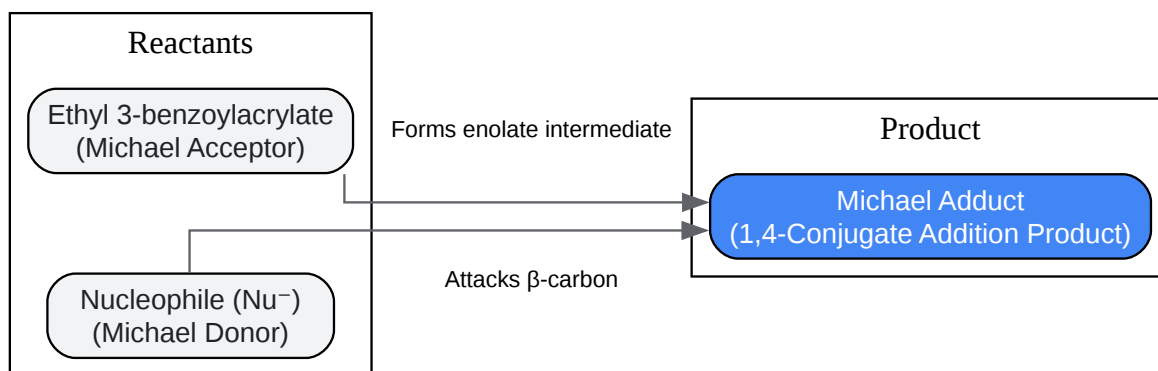 Reactants
Ethyl 3-benzoylacrylate
(Michael Acceptor)
Forms enolate intermediate
Product
Michael Adduct
(1,4-Conjugate Addition Product)
Attacks β-carbon
Nucleophile (Nu⁻)
(Michael Donor)